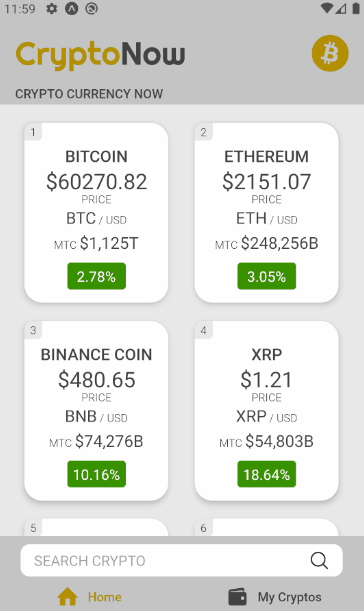 11:59
CryptoNow
CRYPTO CURRENCY NOW
1
BITCOIN
$60270.82
PRICE
BTC / USD
MTC $1,125T
2.78%
2
ETHEREUM
$2151.07
PRICE
ETH / USD
MTC $248,256B
3.05%
3
BINANCE COIN
$480.65
PRICE
BNB / USD
MTC $74,276B
10.16%
4
XRP
$1.21
PRICE
XRP / USD
MTC $54,803B
18.64%
5
6
SEARCH CRYPTO
Home
My Cryptos